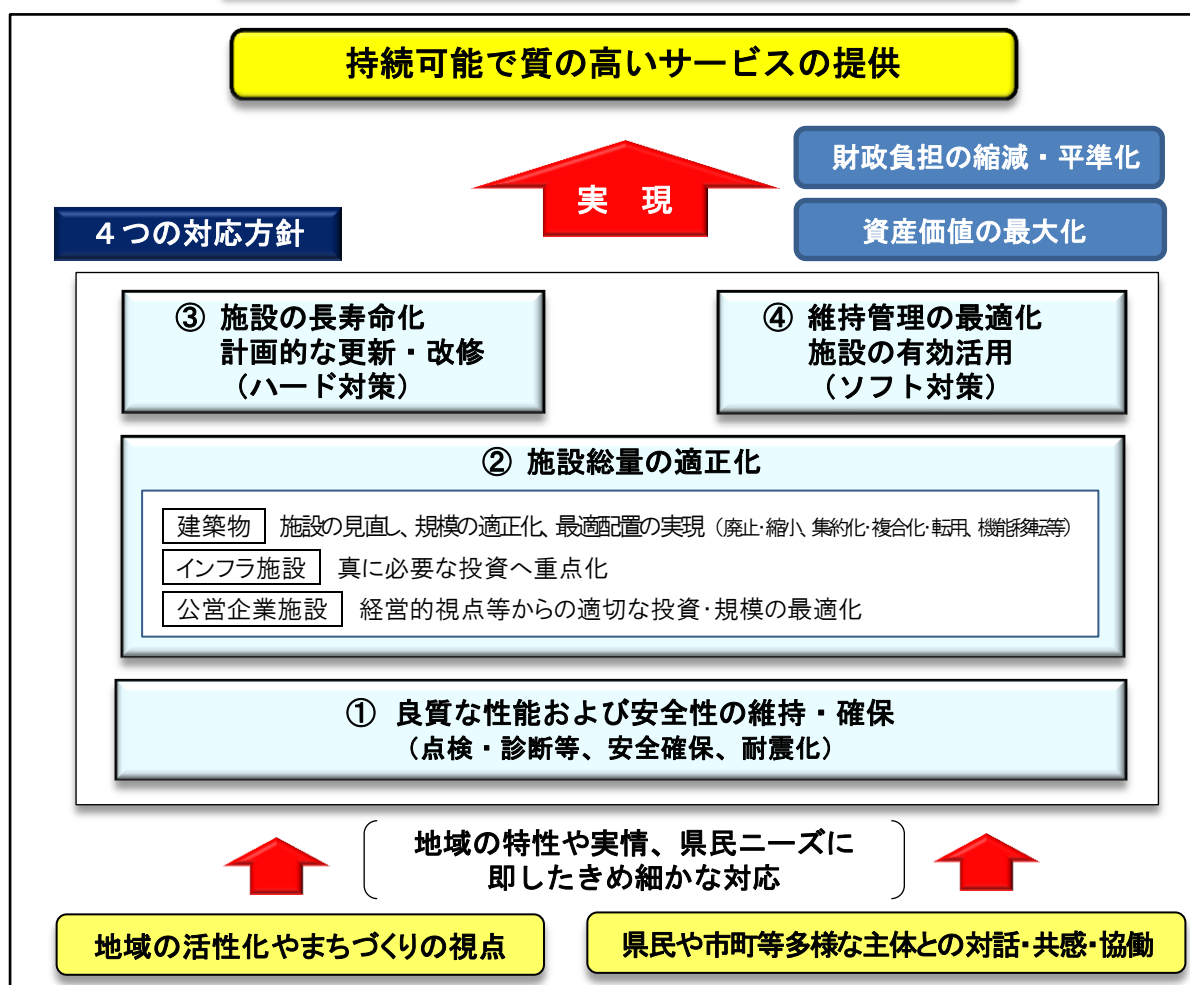 持続可能で質の高いサービスの提供
実　現
財政負担の縮減・平準化
資産価値の最大化
４つの対応方針
③ 施設の長寿命化
計画的な更新・改修
（ハード対策）
④ 維持管理の最適化
施設の有効活用
（ソフト対策）
② 施設総量の適正化
建築物　施設の見直し、規模の適正化、最適配置の実現（廃止・縮小、集約化・複合化・転用、機能移転等）
インフラ施設　真に必要な投資へ重点化
公営企業施設　経営的視点等からの適切な投資・規模の最適化
① 良質な性能および安全性の維持・確保
（点検・診断等、安全確保、耐震化）
地域の特性や実情、県民ニーズに
即したきめ細かな対応
地域の活性化やまちづくりの視点
県民や市町等多様な主体との対話・共感・協働